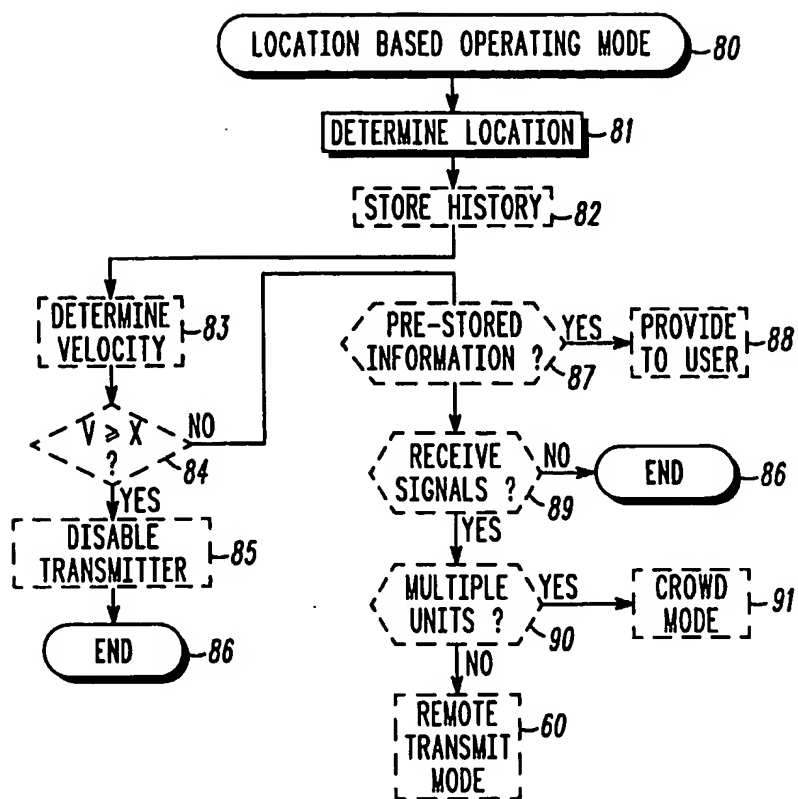 LOCATION BASED OPERATING MODE 80
DETERMINE LOCATION 81
STORE HISTORY 82
DETERMINE
VELOCITY 83
V ≥ X
? 84
NO
YES
DISABLE
TRANSMITTER 85
END 86
PRE-STORED
INFORMATION ? 87
YES
PROVIDE
TO USER 88
RECEIVE
SIGNALS ? 89
NO
END 86
YES
MULTIPLE
UNITS ? 90
YES
CROWD
MODE 91
NO
REMOTE
TRANSMIT
MODE 60